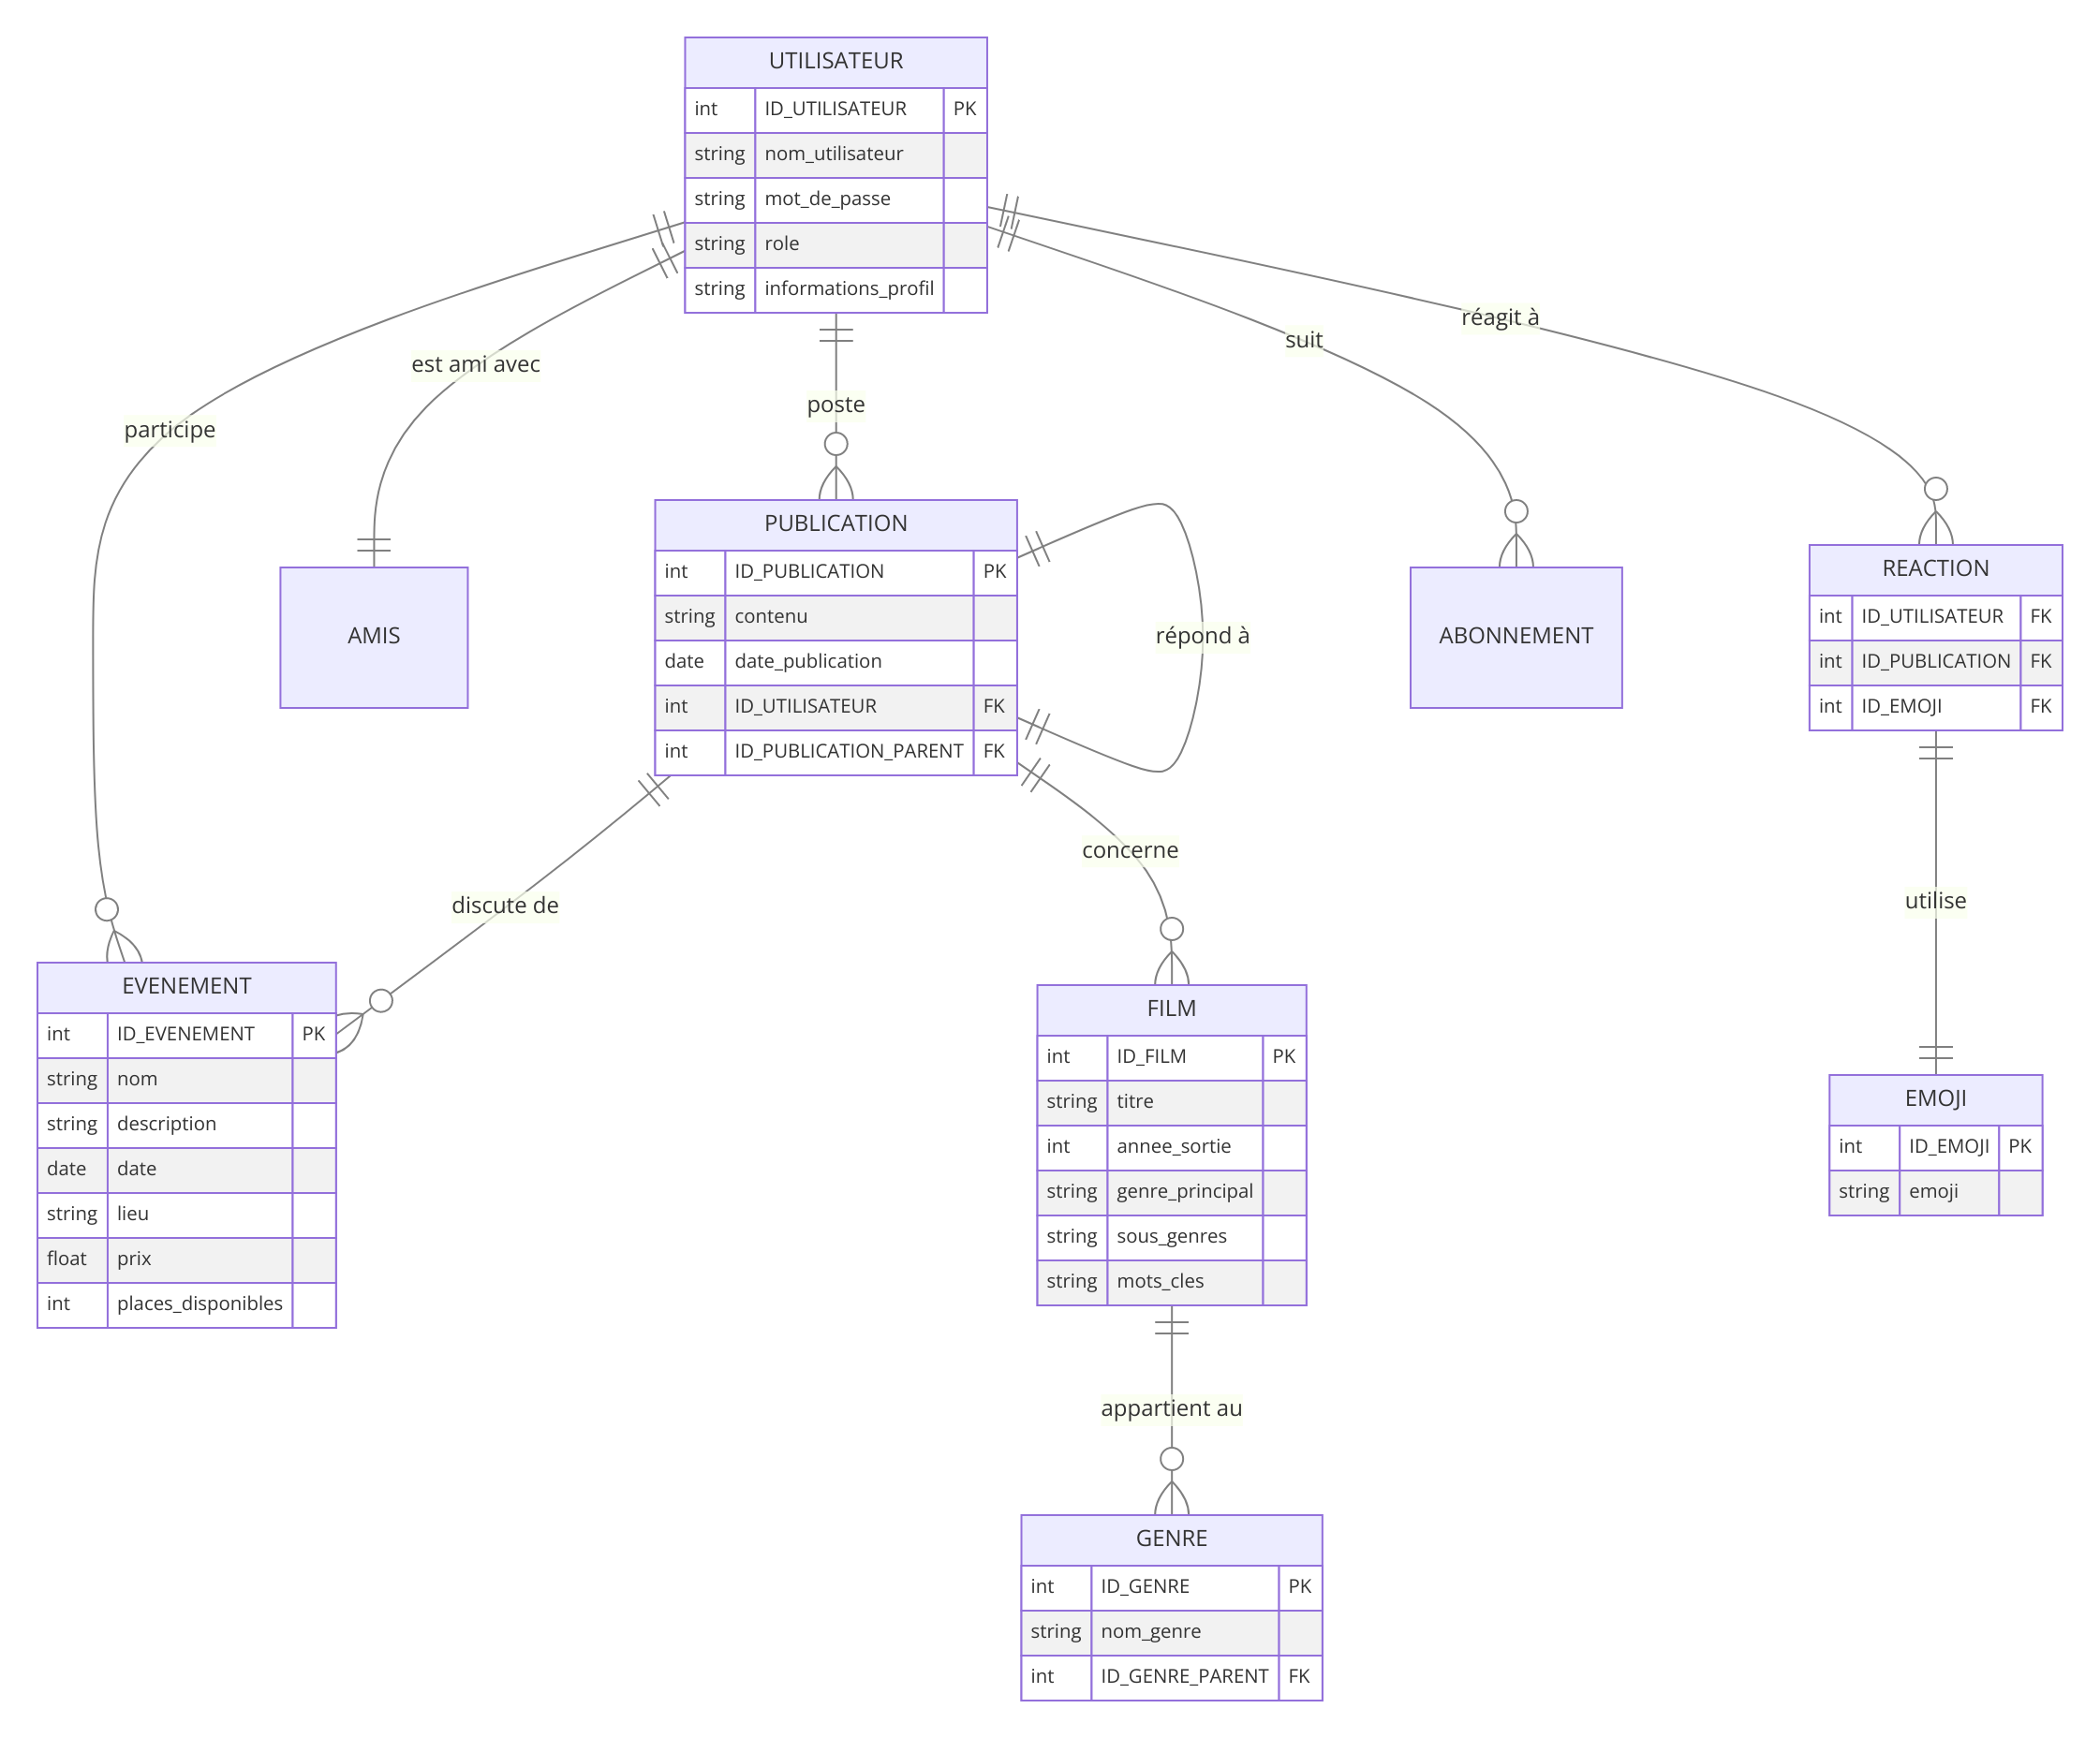 UTILISATEUR
int ID_UTILISATEUR PK
string nom_utilisateur
string mot_de_passe
string role
string informations_profil
réagit à
suit
est ami avec
poste
participe
PUBLICATION
int ID_PUBLICATION PK
string contenu
date date_publication
int ID_UTILISATEUR FK
int ID_PUBLICATION_PARENT FK
répond à
AMIS
ABONNEMENT
REACTION
int ID_UTILISATEUR FK
int ID_PUBLICATION FK
int ID_EMOJI FK
concerne
discute de
utilise
EVENEMENT
int ID_EVENEMENT PK
string nom
string description
date date
string lieu
float prix
int places_disponibles
FILM
int ID_FILM PK
string titre
int annee_sortie
string genre_principal
string sous_genres
string mots_cles
EMOJI
int ID_EMOJI PK
string emoji
appartient au
GENRE
int ID_GENRE PK
string nom_genre
int ID_GENRE_PARENT FK